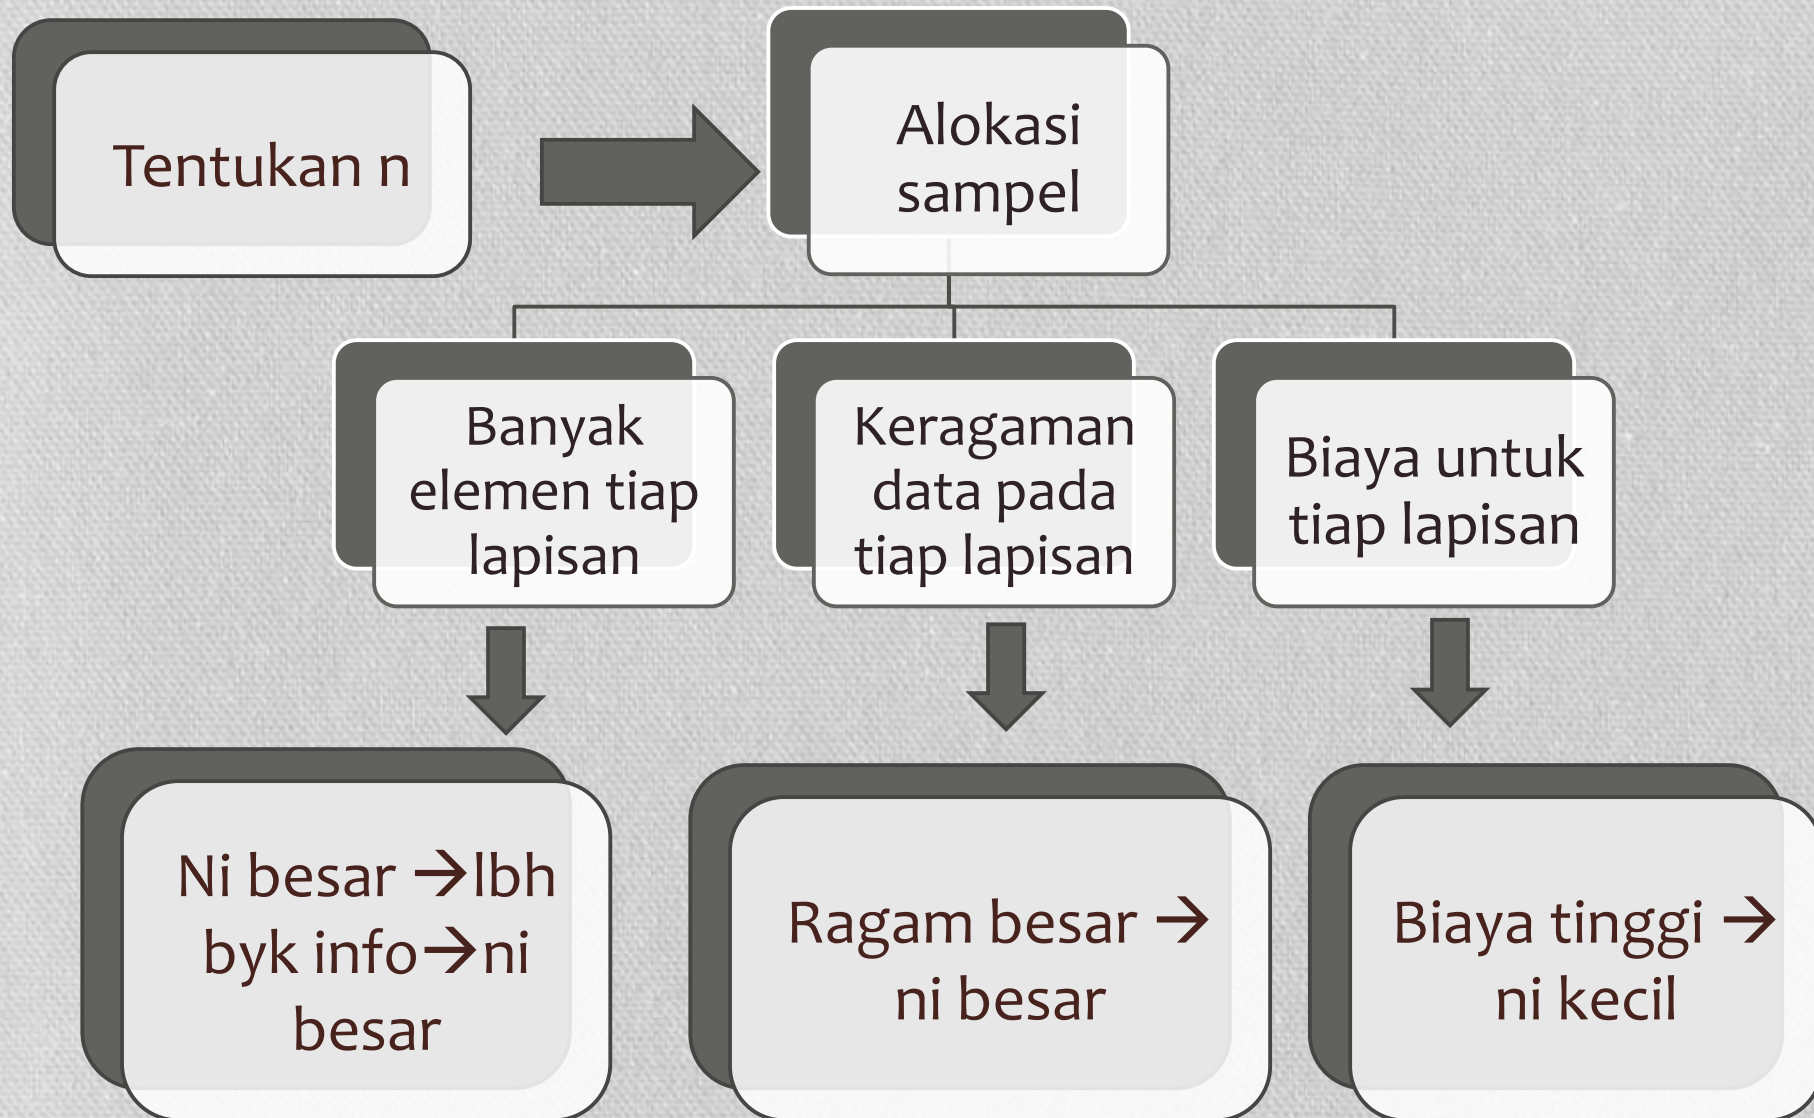 Tentukan n
Alokasi
sampel
Banyak
elemen tiap
lapisan
Keragaman
data pada
tiap lapisan
Biaya untuk
tiap lapisan
Ni besar →lbh
byk info→ni
besar
Ragam besar →
ni besar
Biaya tinggi →
ni kecil